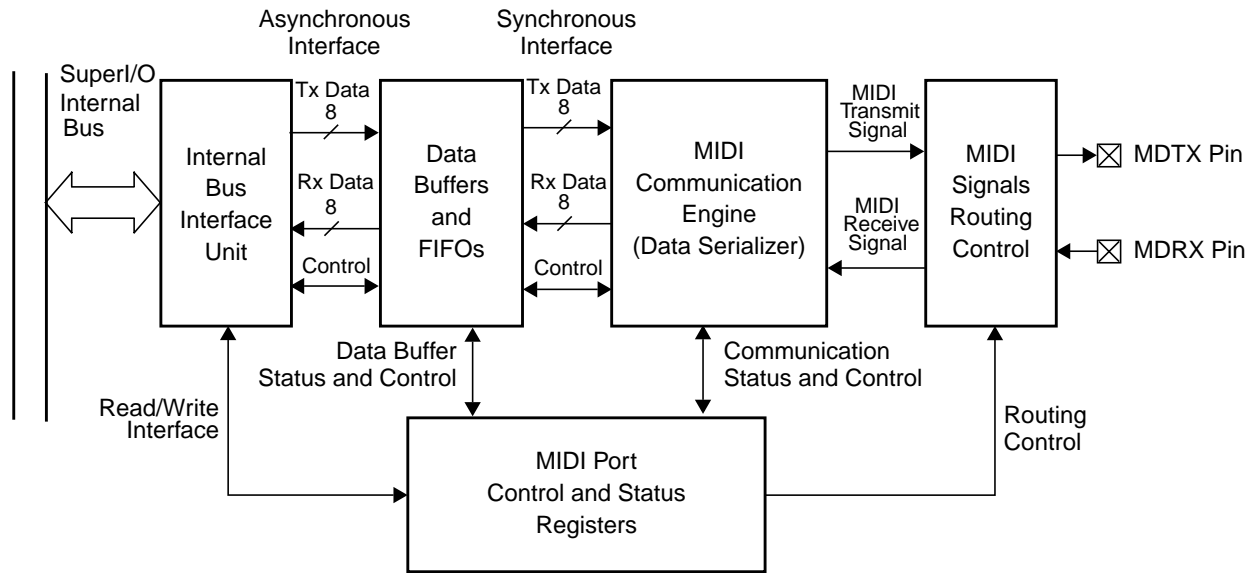 Asynchronous
Interface
Synchronous
Interface
SuperI/O
Internal
Bus
Internal
Bus
Interface
Unit
Tx Data
8
Rx Data
8
Control
Data
Buffers
and
FIFOs
Tx Data
8
Rx Data
8
Control
MIDI
Communication
Engine
(Data Serializer)
MIDI
Transmit
Signal
MIDI
Receive
Signal
MIDI
Signals
Routing
Control
MDTX Pin
MDRX Pin
Read/Write
Interface
Data Buffer
Status and Control
Communication
Status and Control
Routing
Control
MIDI Port
Control and Status
Registers